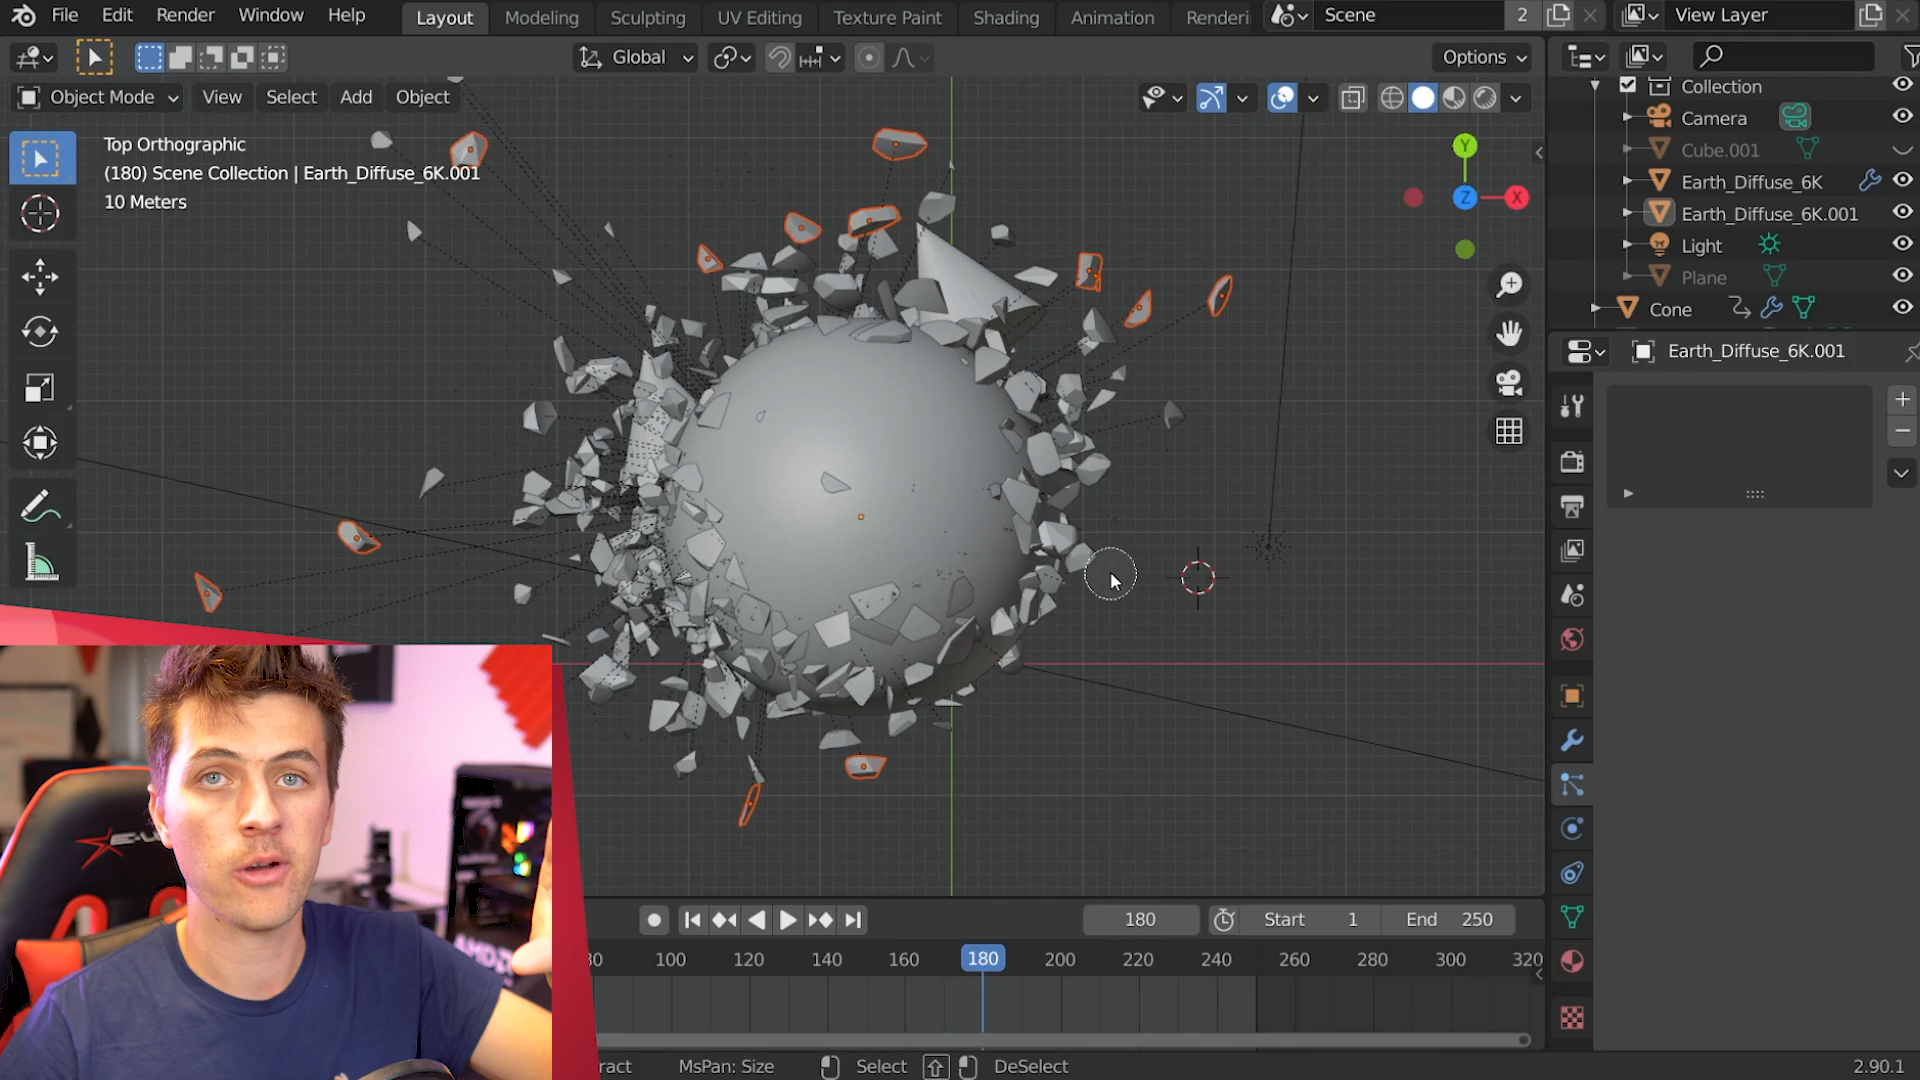 File Edit Render Window Help Layout Modeling Sculpting UV Editing Texture Paint Shading Animation Renderi Scene 2 View Layer
Global Options
Object Mode View Select Add Object
Top Orthographic
(180) Scene Collection | Earth_Diffuse_6K.001
10 Meters
Y
Z
X
Collection
Camera
Cube.001
Earth_Diffuse_6K
Earth_Diffuse_6K.001
Light
Plane
Cone
Earth_Diffuse_6K.001
180 Start 1 End 250
80 100 120 140 160 180 200 220 240 260 280 300 320
ract MsPan: Size Select DeSelect 2.90.1